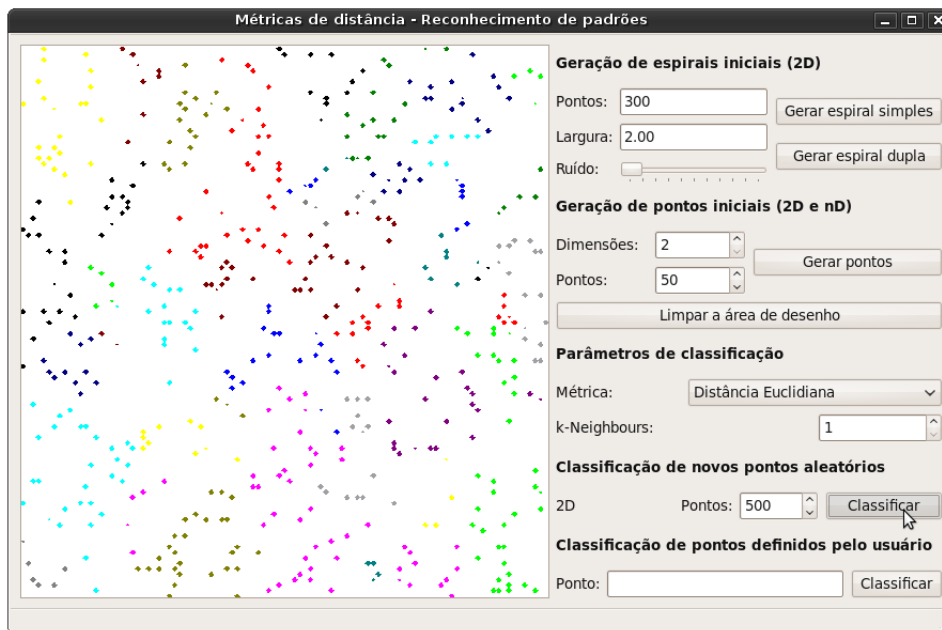 Métricas de distância - Reconhecimento de padrões
Geração de espirais iniciais (2D)
Pontos: 300
Gerar espiral simples
Largura: 2.00
Gerar espiral dupla
Ruído:
Geração de pontos iniciais (2D e nD)
Dimensões: 2
Gerar pontos
Pontos: 50
Limpar a área de desenho
Parâmetros de classificação
Métrica: Distância Euclidiana
k-Neighbours: 1
Classificação de novos pontos aleatórios
2D Pontos: 500 Classificar
Classificação de pontos definidos pelo usuário
Ponto: Classificar